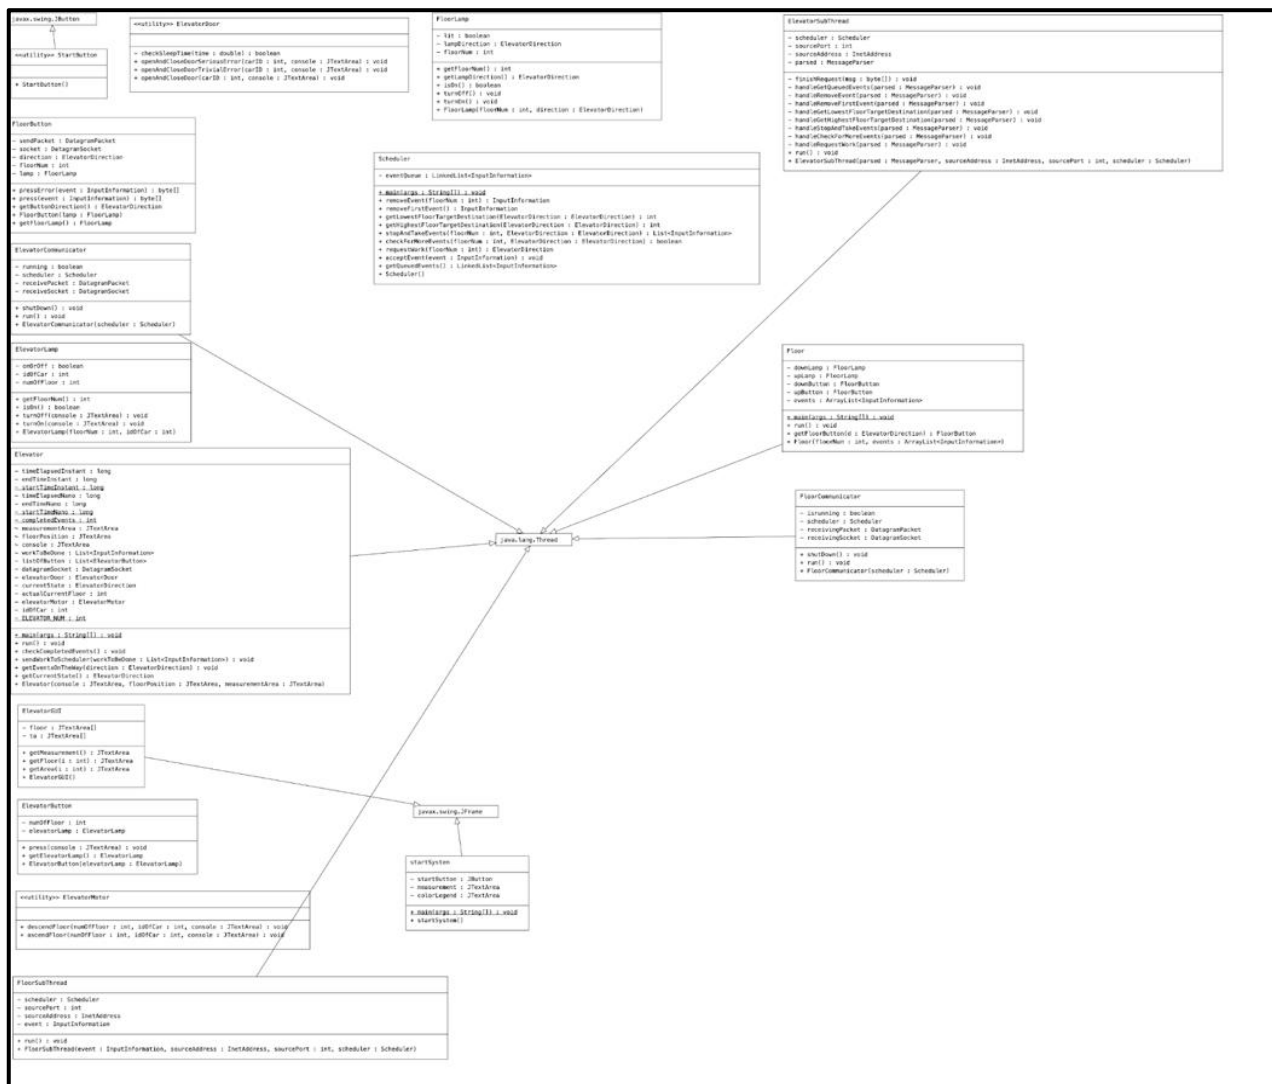 javax.swing.JButton
<<utility>> StartButton
+ StartButton()
<<utility>> ElevatorDoor
- checkSleepTime(time : double) : boolean
+ openAndCloseDoorSeriousError(carID : int, console : JTextArea) : void
+ openAndCloseDoorTrivialError(carID : int, console : JTextArea) : void
+ openAndCloseDoor(carID : int, console : JTextArea) : void
FloorLamp
- lit : boolean
- lampDirection : ElevatorDirection
- floorNum : int
+ getFloorNum() : int
+ getLampDirection() : ElevatorDirection
+ isOn() : boolean
+ turnOff() : void
+ turnOn() : void
+ FloorLamp(floorNum : int, direction : ElevatorDirection)
ElevatorSubThread
- scheduler : Scheduler
- sourcePort : int
- sourceAddress : InetAddress
- parsed : MessageParser
- finishRequest(msg : byte[]) : void
- handleGetQueuedEvents(parsed : MessageParser) : void
- handleRemoveEvent(parsed : MessageParser) : void
- handleRemoveFirstEvent(parsed : MessageParser) : void
- handleGetLowestFloorTargetDestination(parsed : MessageParser) : void
- handleGetHighestFloorTargetDestination(parsed : MessageParser) : void
- handleStopAndTakeEvents(parsed : MessageParser) : void
- handleCheckForMoreEvents(parsed : MessageParser) : void
- handleRequestWork(parsed : MessageParser) : void
+ run() : void
+ ElevatorSubThread(parsed : MessageParser, sourceAddress : InetAddress, sourcePort : int, scheduler : Scheduler)
FloorButton
- sendPacket : DatagramPacket
- socket : DatagramSocket
- direction : ElevatorDirection
- floorNum : int
- lamp : FloorLamp
+ pressError(event : InputInformation) : byte[]
+ press(event : InputInformation) : byte[]
+ getButtonDirection() : ElevatorDirection
+ FloorButton(lamp : FloorLamp)
+ getFloorLamp() : FloorLamp
Scheduler
- eventQueue : LinkedList<InputInformation>
+ main(args : String[]) : void
+ removeEvent(floorNum : int) : InputInformation
+ removeFirstEvent() : InputInformation
+ getLowestFloorTargetDestination(ElevatorDirection : ElevatorDirection) : int
+ getHighestFloorTargetDestination(ElevatorDirection : ElevatorDirection) : int
+ stopAndTakeEvents(floorNum : int, ElevatorDirection : ElevatorDirection) : List<InputInformation>
+ checkForMoreEvents(floorNum : int, ElevatorDirection : ElevatorDirection) : boolean
+ requestWork(floorNum : int) : ElevatorDirection
+ acceptEvent(event : InputInformation) : void
+ getQueuedEvents() : LinkedList<InputInformation>
+ Scheduler()
ElevatorCommunicator
- running : boolean
- scheduler : Scheduler
- receivePacket : DatagramPacket
- receiveSocket : DatagramSocket
+ shutDown() : void
+ run() : void
+ ElevatorCommunicator(scheduler : Scheduler)
ElevatorLamp
- onOrOff : boolean
- idOfCar : int
- numOfFloor : int
+ getFloorNum() : int
+ isOn() : boolean
+ turnOff(console : JTextArea) : void
+ turnOn(console : JTextArea) : void
+ ElevatorLamp(floorNum : int, idOfCar : int)
Floor
- downLamp : FloorLamp
- upLamp : FloorLamp
- downButton : FloorButton
- upButton : FloorButton
- events : ArrayList<InputInformation>
+ main(args : String[]) : void
+ run() : void
+ getFloorButton(d : ElevatorDirection) : FloorButton
+ Floor(floorNum : int, events : ArrayList<InputInformation>)
Elevator
- timeElapsedInstant : long
- endTimeInstant : long
- startTimeInstant : long
- timeElapsedNano : long
- endTimeNano : long
- startTimeNano : long
- completedEvents : int
- measurementArea : JTextArea
- floorPosition : JTextArea
- console : JTextArea
- workToBeDone : List<InputInformation>
- listOfButton : List<ElevatorButton>
- datagramSocket : DatagramSocket
- elevatorDoor : ElevatorDoor
- currentState : ElevatorDirection
- actualCurrentFloor : int
- elevatorMotor : ElevatorMotor
- idOfCar : int
- ELEVATOR_NUM : int
+ main(args : String[]) : void
+ run() : void
+ checkCompletedEvents() : void
+ sendWorkToScheduler(workToBeDone : List<InputInformation>) : void
+ getEventsOnTheWay(direction : ElevatorDirection) : void
+ getCurrentState() : ElevatorDirection
+ Elevator(console : JTextArea, floorPosition : JTextArea, measurementArea : JTextArea)
java.lang.Thread
FloorCommunicator
- isrunning : boolean
- scheduler : Scheduler
- receivingPacket : DatagramPacket
- receivingSocket : DatagramSocket
+ shutDown() : void
+ run() : void
+ FloorCommunicator(scheduler : Scheduler)
ElevatorGUI
- floor : JTextArea[]
- ta : JTextArea[]
+ getMeasurement() : JTextArea
+ getFloor(i : int) : JTextArea
+ getArea(i : int) : JTextArea
+ ElevatorGUI()
ElevatorButton
- numOfFloor : int
- elevatorLamp : ElevatorLamp
+ press(console : JTextArea) : void
+ getElevatorLamp() : ElevatorLamp
+ ElevatorButton(elevatorLamp : ElevatorLamp)
javax.swing.JFrame
startSystem
- startButton : JButton
- measurement : JTextArea
- colorLegend : JTextArea
+ main(args : String[]) : void
+ startSystem()
<<utility>> ElevatorMotor
+ descendFloor(numOfFloor : int, idOfCar : int, console : JTextArea) : void
+ ascendFloor(numOfFloor : int, idOfCar : int, console : JTextArea) : void
FloorSubThread
- scheduler : Scheduler
- sourcePort : int
- sourceAddress : InetAddress
- event : InputInformation
+ run() : void
+ FloorSubThread(event : InputInformation, sourceAddress : InetAddress, sourcePort : int, scheduler : Scheduler)